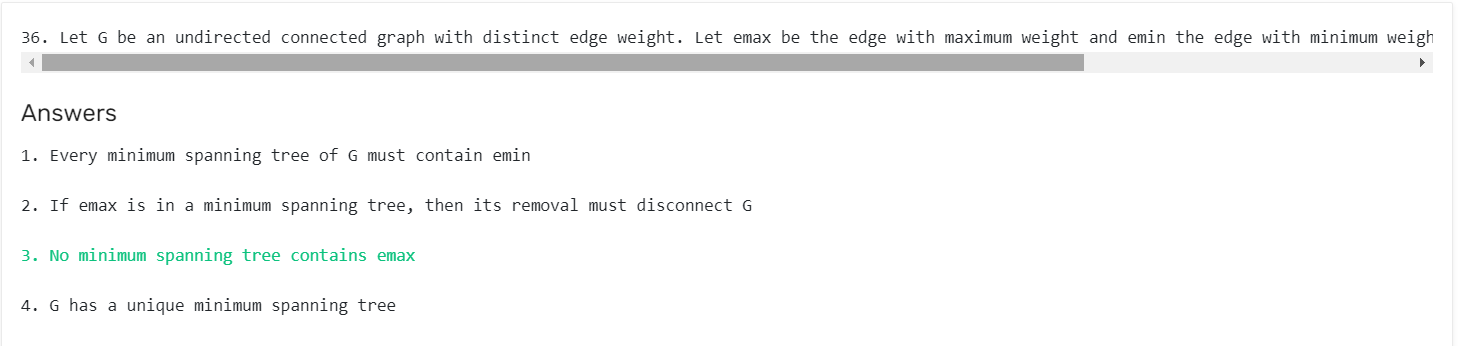 36. Let G be an undirected connected graph with distinct edge weight. Let emax be the edge with maximum weight and emin the edge with minimum weigh
Answers
1. Every minimum spanning tree of G must contain emin
2. If emax is in a minimum spanning tree, then its removal must disconnect G
3. No minimum spanning tree contains emax
4. G has a unique minimum spanning tree